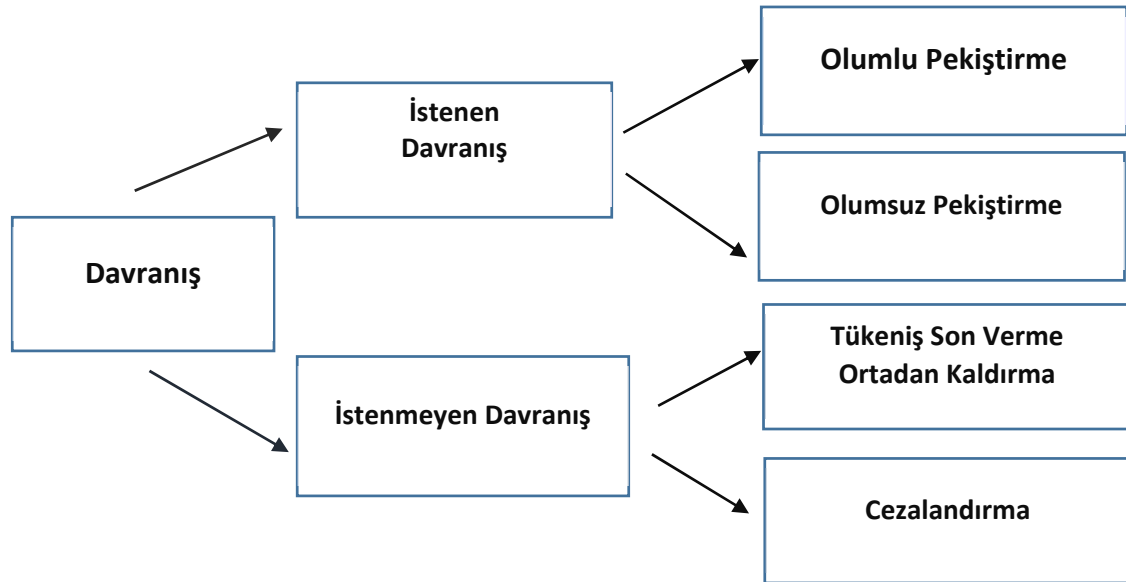 Davranış
İstenen
Davranış
Olumlu Pekiştirme
Olumsuz Pekiştirme
İstenmeyen Davranış
Tükeniş Son Verme
Ortadan Kaldırma
Cezalandırma